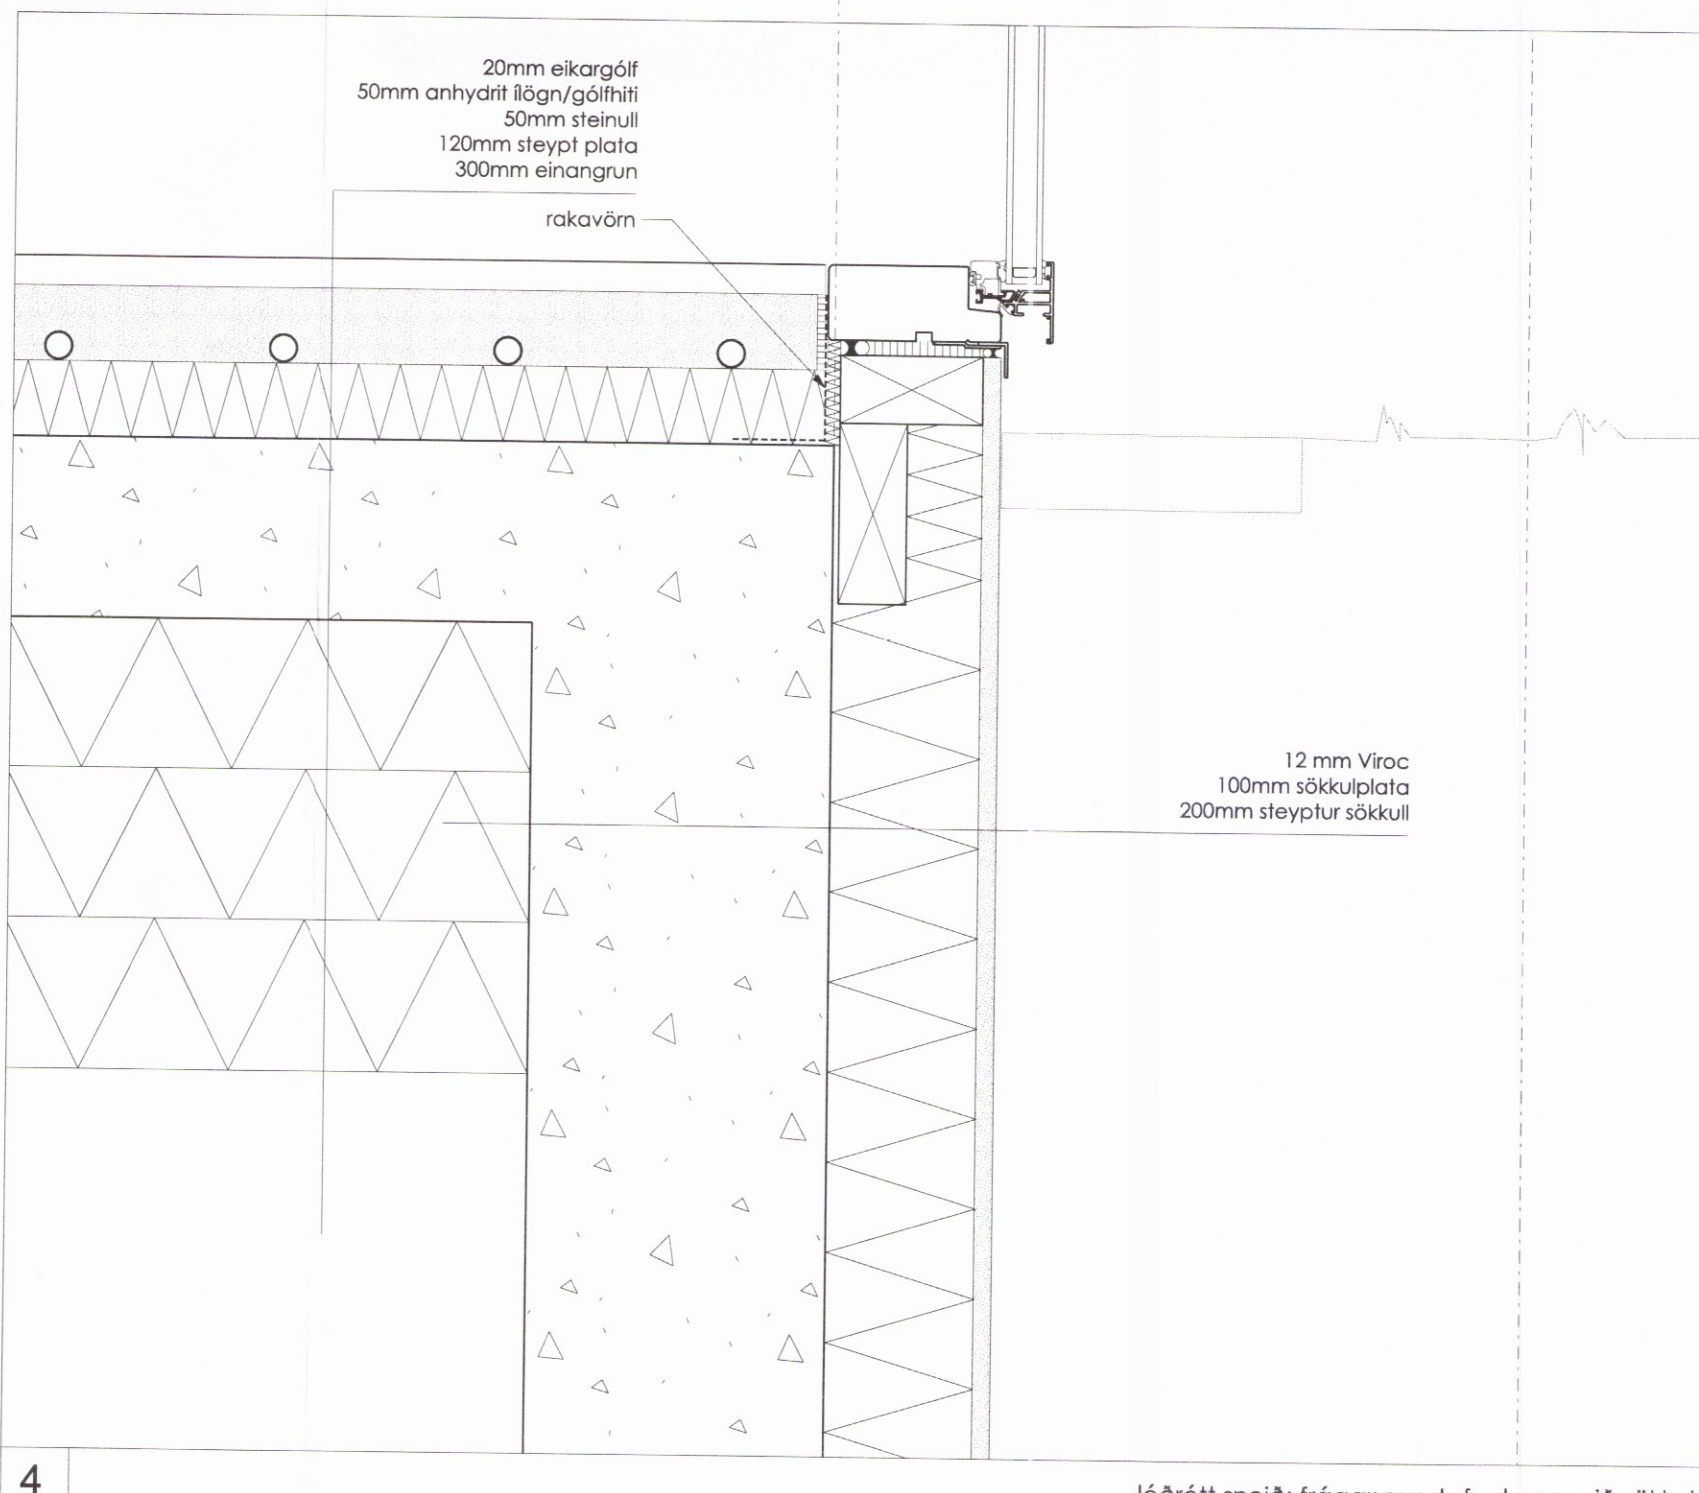 20mm eikargólf
50mm anhydrit ílögn/gólfhiti
50mm steinull
120mm steypt plata
300mm einangrun
rakavörn
12 mm Viroc
100mm sökkulplata
200mm steyptur sökkull
4